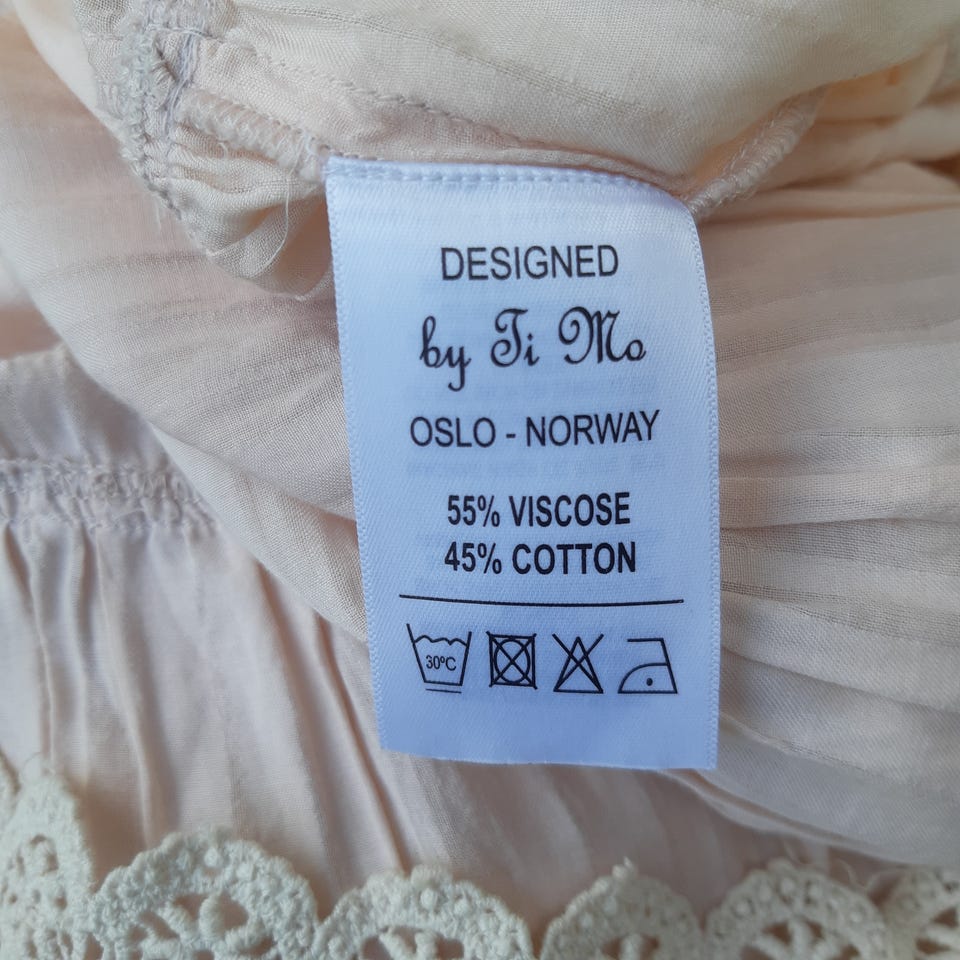 DESIGNED
by Ti Mo
OSLO - NORWAY
55% VISCOSE
45% COTTON
30°C